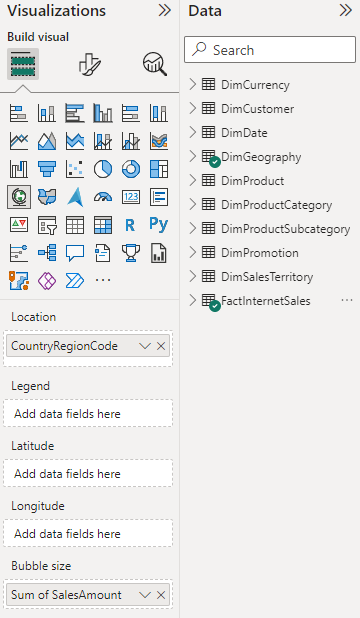 Visualizations
Build visual
123
R
Py
Location
CountryRegionCode
Legend
Add data fields here
Latitude
Add data fields here
Longitude
Add data fields here
Bubble size
Sum of SalesAmount
Data
Search
DimCurrency
DimCustomer
DimDate
DimGeography
DimProduct
DimProductCategory
DimProductSubcategory
DimPromotion
DimSalesTerritory
FactInternetSales